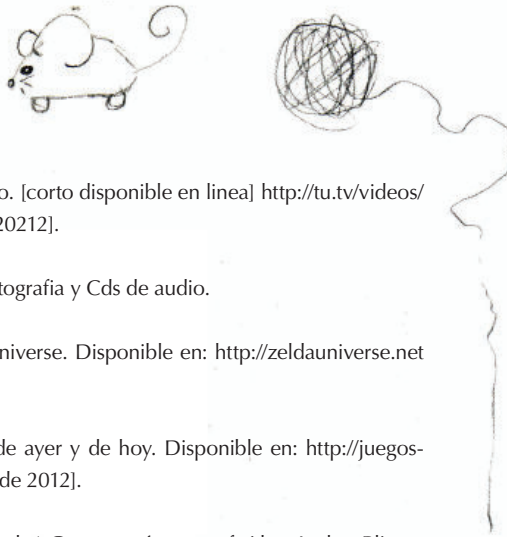 o. [corto disponible en linea] http://tu.tv/videos/
20212].
tografia y Cds de audio.
niverse. Disponible en: http://zeldauniverse.net
de ayer y de hoy. Disponible en: http://juegos-
de 2012].